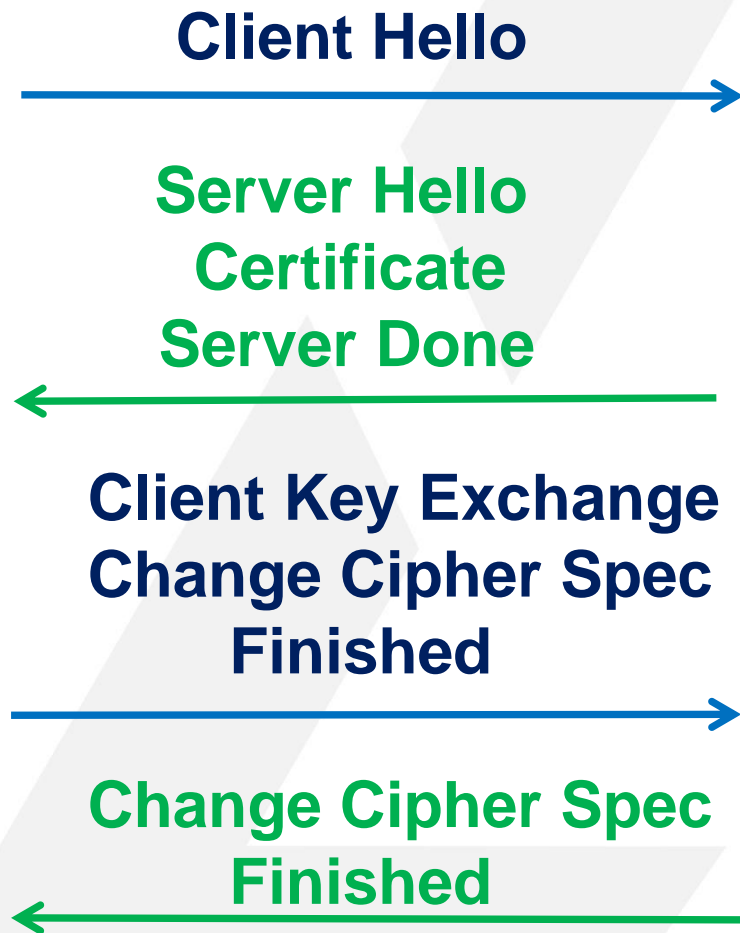 Client Hello
Server Hello
Certificate
Server Done
Client Key Exchange
Change Cipher Spec
Finished
Change Cipher Spec
Finished